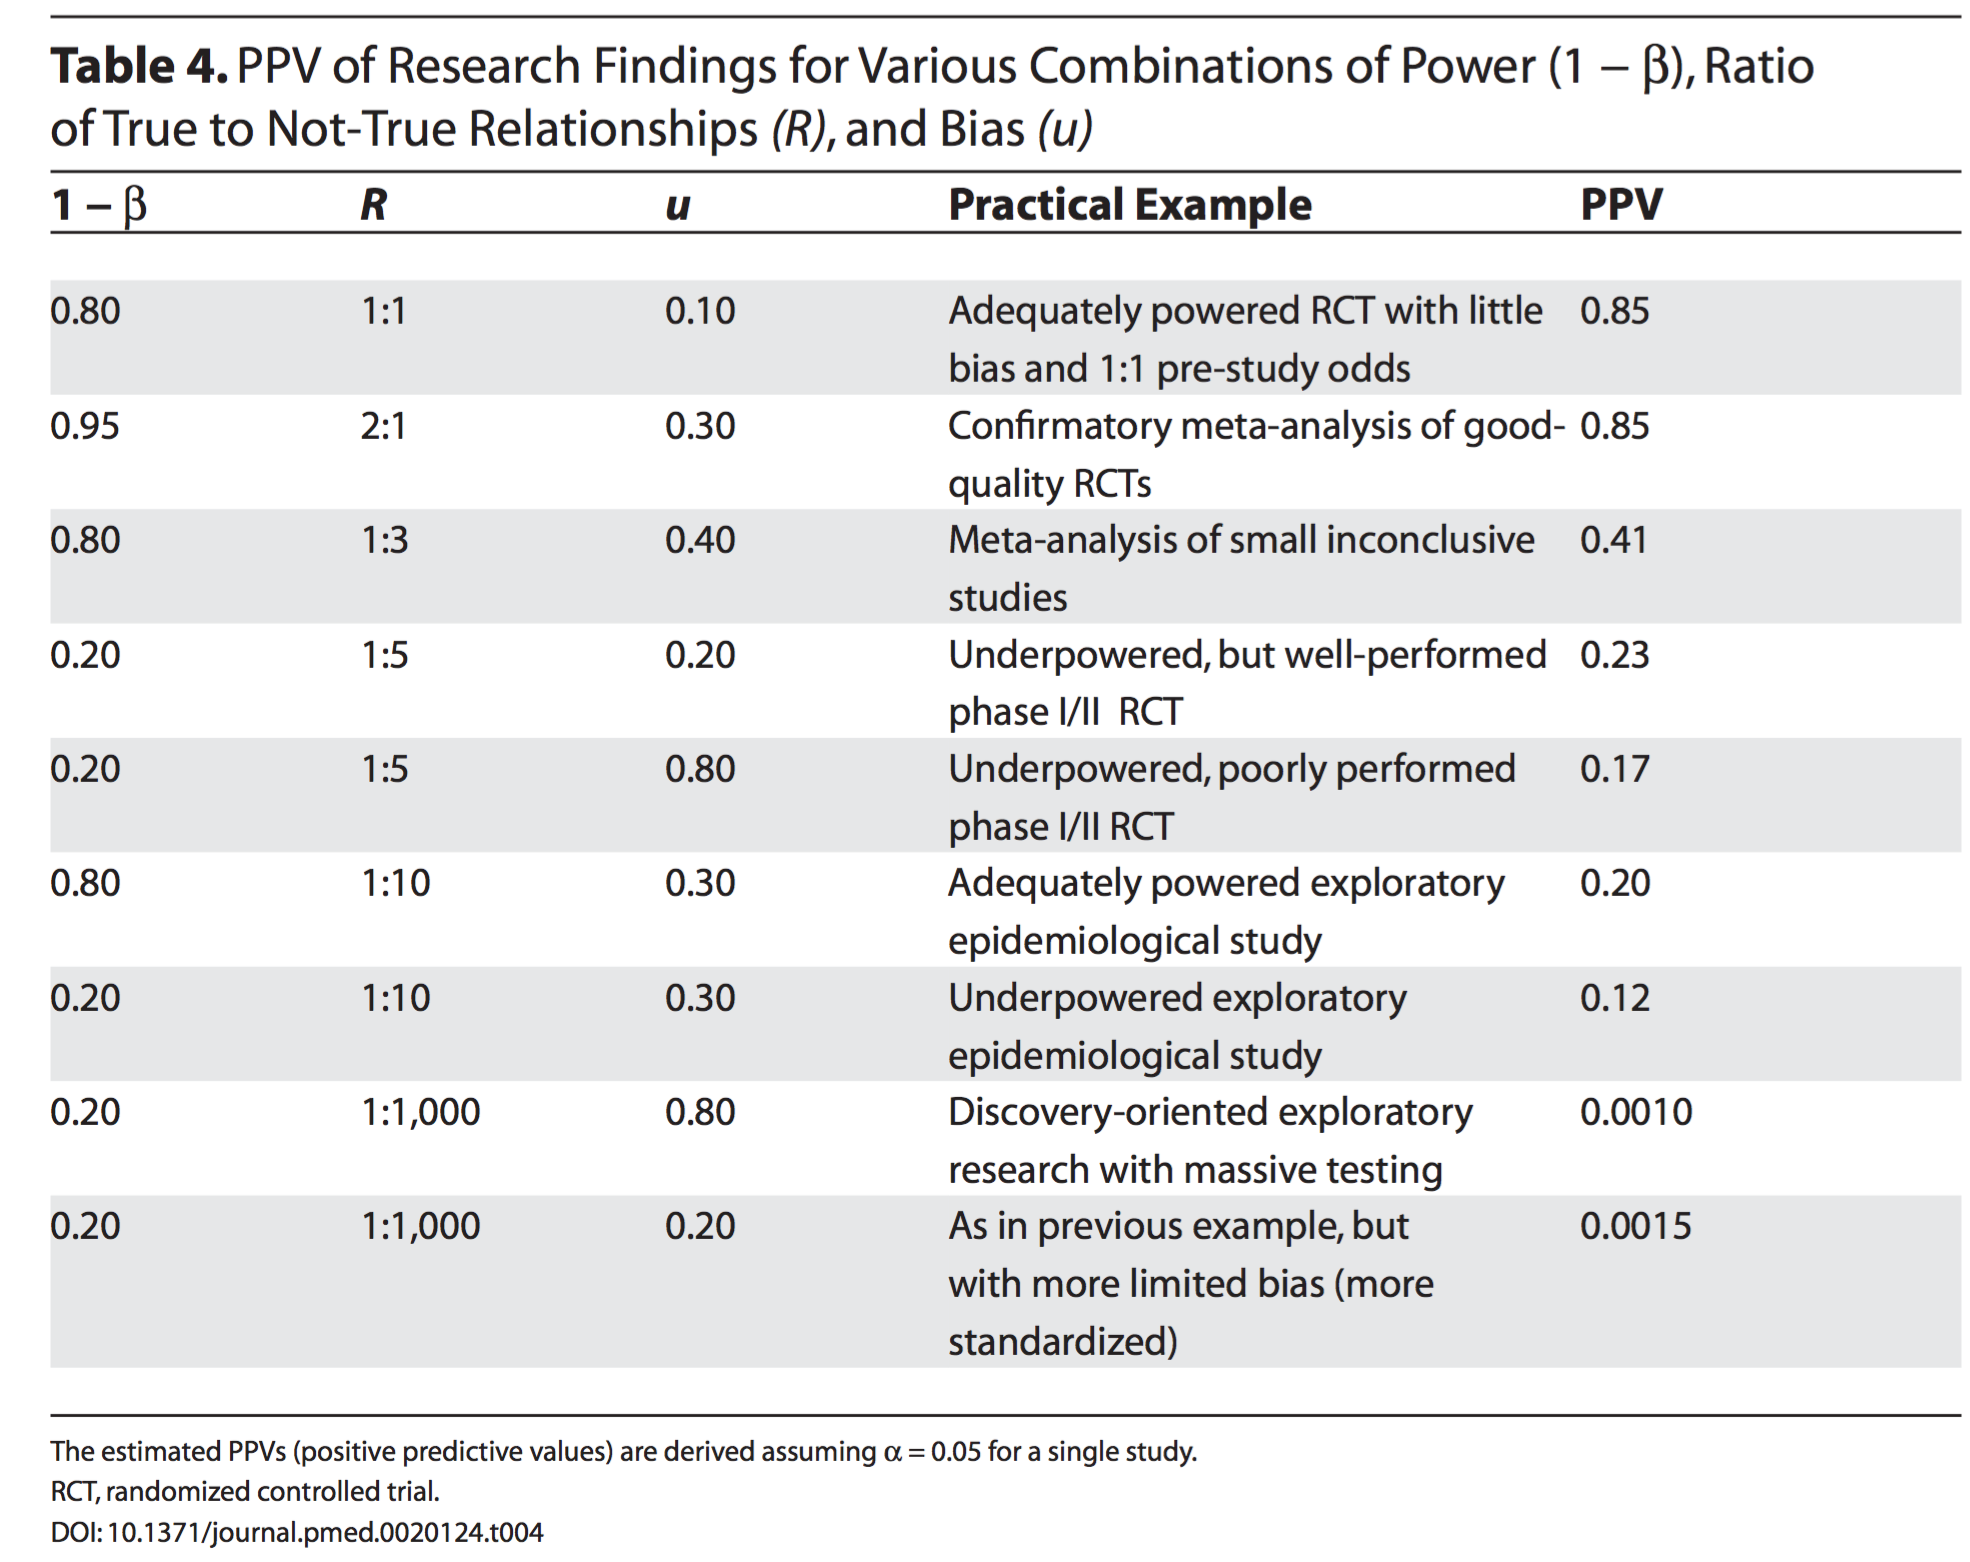 Table 4. PPV of Research Findings for Various Combinations of Power (1 – β), Ratio
of True to Not-True Relationships (R), and Bias (u)
1 – β R u Practical Example PPV
0.80 1:1 0.10 Adequately powered RCT with little 0.85
bias and 1:1 pre-study odds
0.95 2:1 0.30 Confirmatory meta-analysis of good- 0.85
quality RCTs
0.80 1:3 0.40 Meta-analysis of small inconclusive 0.41
studies
0.20 1:5 0.20 Underpowered, but well-performed 0.23
phase I/II RCT
0.20 1:5 0.80 Underpowered, poorly performed 0.17
phase I/II RCT
0.80 1:10 0.30 Adequately powered exploratory 0.20
epidemiological study
0.20 1:10 0.30 Underpowered exploratory 0.12
epidemiological study
0.20 1:1,000 0.80 Discovery-oriented exploratory 0.0010
research with massive testing
0.20 1:1,000 0.20 As in previous example, but 0.0015
with more limited bias (more
standardized)
The estimated PPVs (positive predictive values) are derived assuming α = 0.05 for a single study.
RCT, randomized controlled trial.
DOI: 10.1371/journal.pmed.0020124.t004